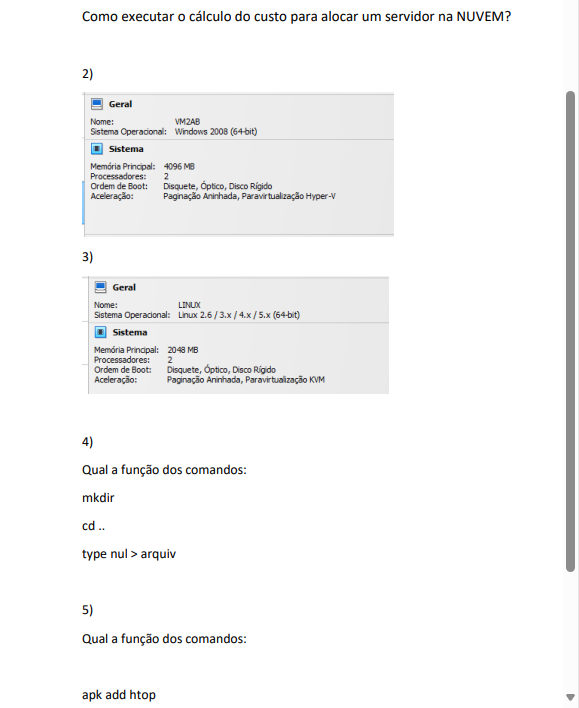 Como executar o cálculo do custo para alocar um servidor na NUVEM?
2)
Geral
Nome: VM2AB
Sistema Operacional: Windows 2008 (64-bit)
Sistema
Memória Principal: 4096 MB
Processadores: 2
Ordem de Boot: Disquete, Óptico, Disco Rígido
Aceleração: Paginação Aninhada, Paravirtualização Hyper-V
3)
Geral
Nome: LINUX
Sistema Operacional: Linux 2.6 / 3.x / 4.x / 5.x (64-bit)
Sistema
Memória Principal: 2048 MB
Processadores: 2
Ordem de Boot: Disquete, Óptico, Disco Rígido
Aceleração: Paginação Aninhada, Paravirtualização KVM
4)
Qual a função dos comandos:
mkdir
cd ..
type nul > arquiv
5)
Qual a função dos comandos:
apk add htop